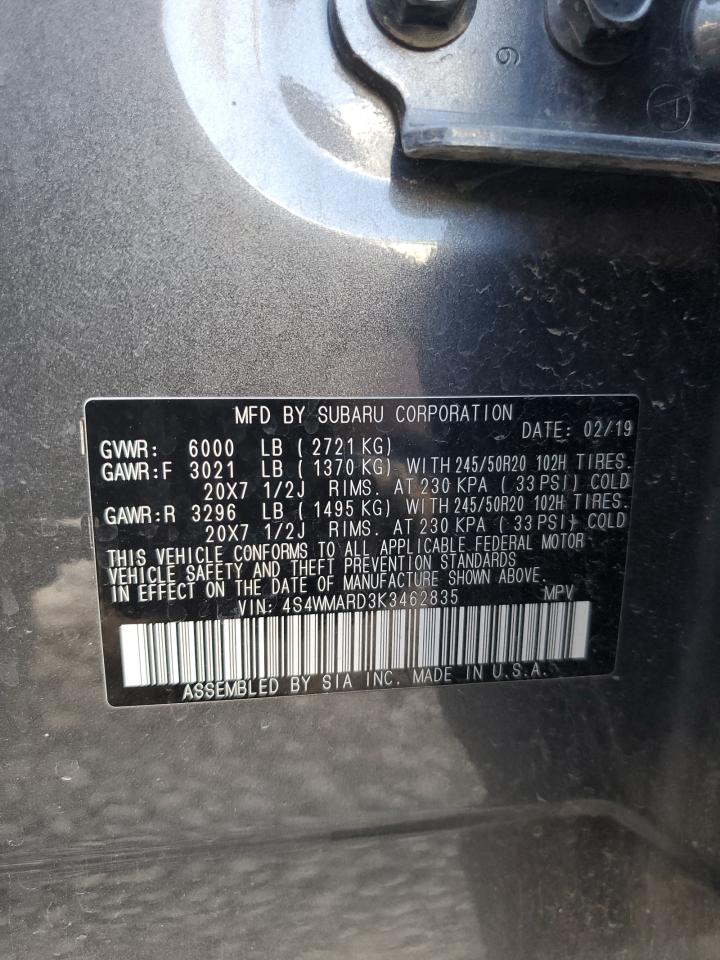 9
A
MFD BY SUBARU CORPORATION
DATE: 02/19
GVWR: 6000 LB (2721KG)
GAWR:F 3021 LB (1370 KG) WITH 245/50R20 102H TIRES.
20X7 1/2J RIMS. AT 230 KPA (33 PSI) COLD
GAWR:R 3296 LB (1495 KG) WITH 245/50R20 102H TIRES.
20X7 1/2J RIMS. AT 230 KPA (33 PSI) COLD
THIS VEHICLE CONFORMS TO ALL APPLICABLE FEDERAL MOTOR
VEHICLE SAFETY AND THEFT PREVENTION STANDARDS
IN EFFECT ON THE DATE OF MANUFACTURE SHOWN ABOVE.
VIN: 4S4WMARD3K3462835 MPV
ASSEMBLED BY SIA INC. MADE IN U.S.A.